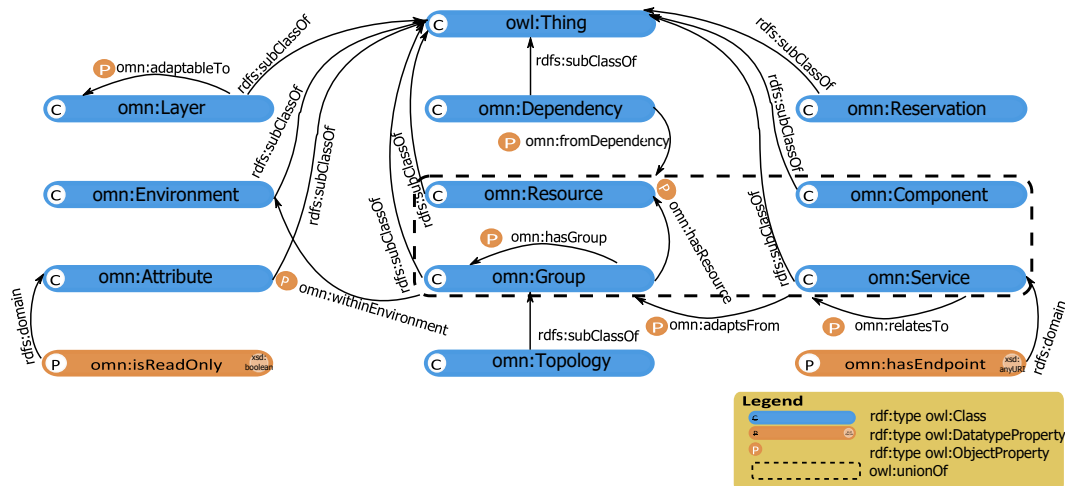 C owl:Thing
rdfs:subClassOf
rdfs:subClassOf
rdfs:subClassOf
P omn:adaptableTo
C omn:Layer
C omn:Dependency
C omn:Reservation
rdfs:subClassOf
rdfs:subClassOf
rdfs:subClassOf
rdfs:subClassOf
P omn:fromDependency
C omn:Environment
C omn:Resource
P
C omn:Component
rdfs:subClassOf
rdfs:subClassOf
omn:hasResource
P omn:hasGroup
C omn:Attribute
P omn:withinEnvironment
C omn:Group
C omn:Service
rdfs:domain
P omn:adaptsFrom
P omn:relatesTo
rdfs:subClassOf
rdfs:domain
P omn:isReadOnly xsd:
boolean
C omn:Topology
P omn:hasEndpoint xsd:
anyURI
Legend
C rdf:type owl:Class
rdf:type owl:DatatypeProperty
P rdf:type owl:ObjectProperty
owl:unionOf